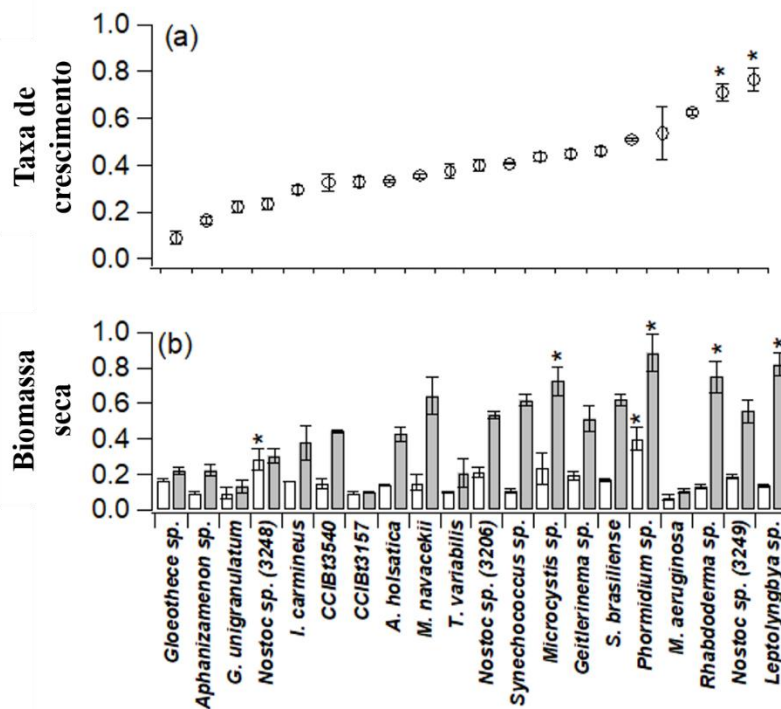 (a)
Taxa de
crescimento
1.0
0.8
0.6
0.4
0.2
0.0
* *
(b)
Biomassa
seca
1.0
0.8
0.6
0.4
0.2
0.0
* * * * * *
Gloeothece sp.
Aphanizamenon sp.
G. unigranulatum
Nostoc sp. (3248)
I. carmineus
CCIBt3540
CCIBt3157
A. holsatica
M. navacekii
T. variabilis
Nostoc sp. (3206)
Synechococcus sp.
Microcystis sp.
Geitlerinema sp.
S. brasiliense
Phormidium sp.
M. aeruginosa
Rhabdoderma sp.
Nostoc sp. (3249)
Leptolyngbya sp.